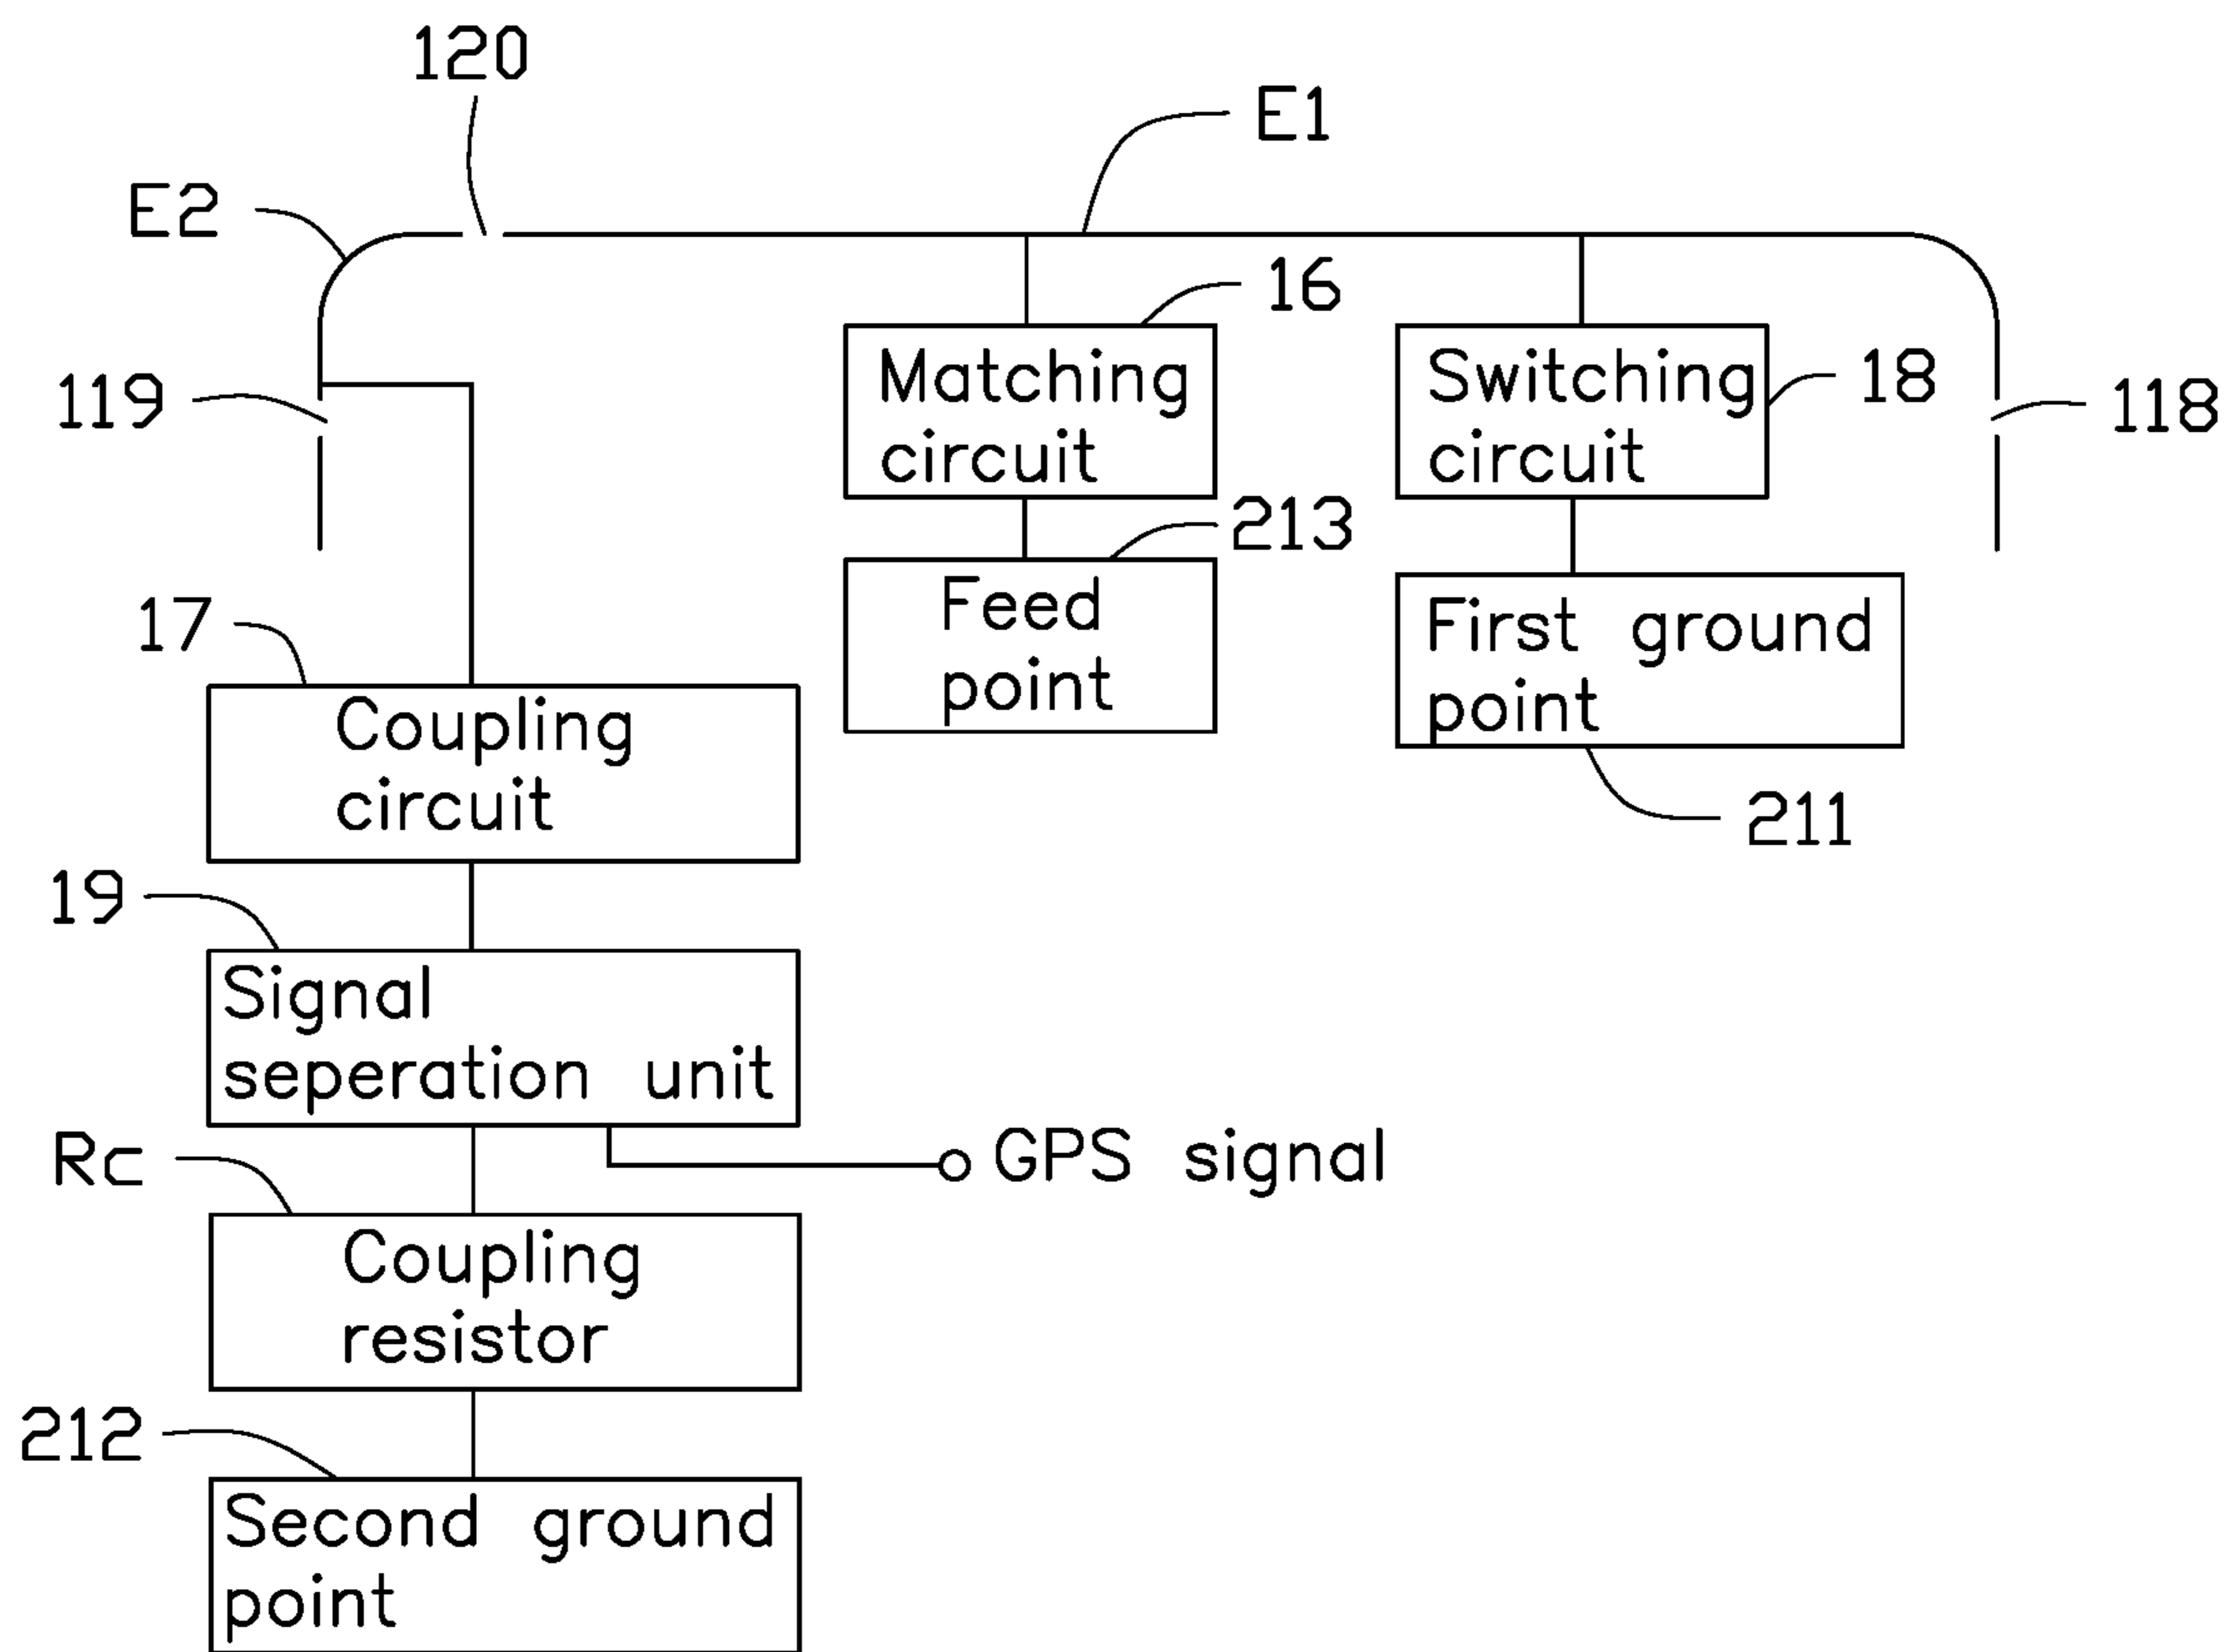 120
E1
E2
16
Matching
circuit
Switching
circuit
18
118
119
213
Feed
point
First ground
point
211
17
Coupling
circuit
19
Signal
seperation unit
GPS signal
Rc
Coupling
resistor
212
Second ground
point